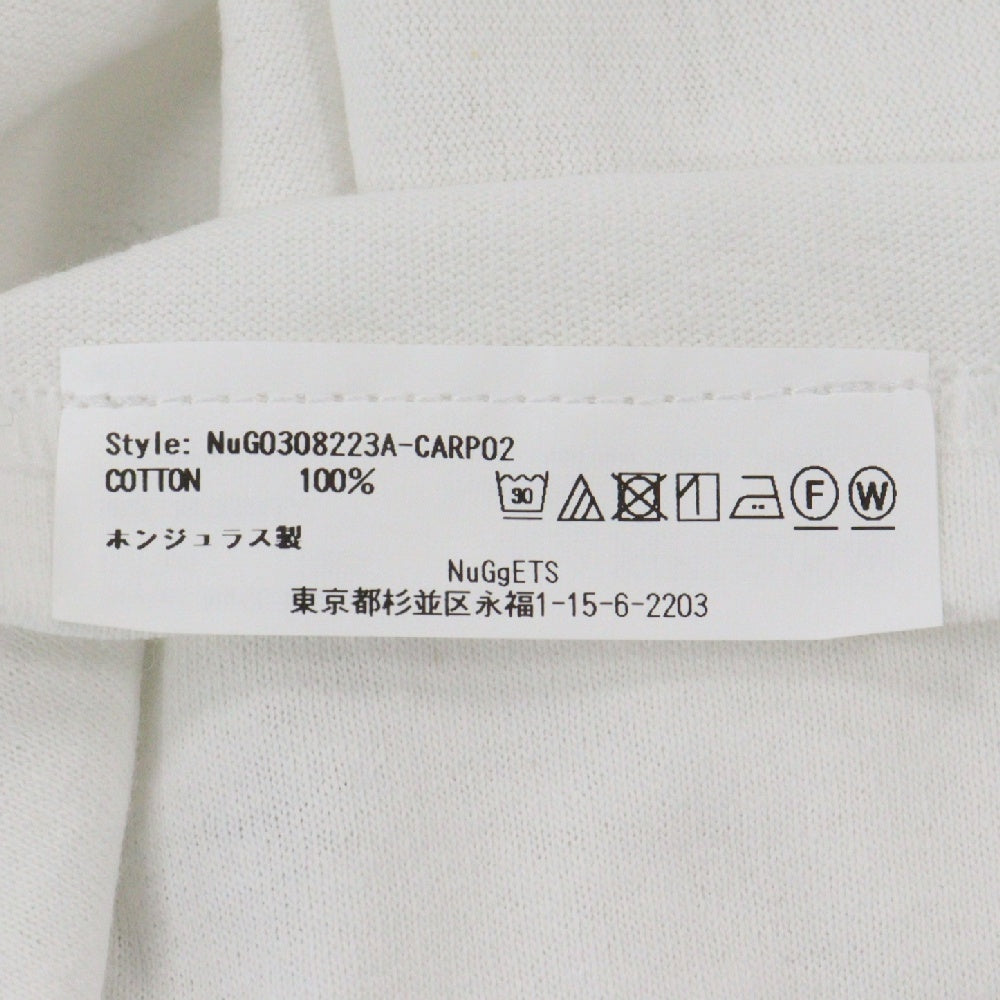 Style: NuG0308223A-CARP02
COTTON 100%
30
F W
ホンジュラス製
NuGgETS
東京都杉並区永福1-15-6-2203